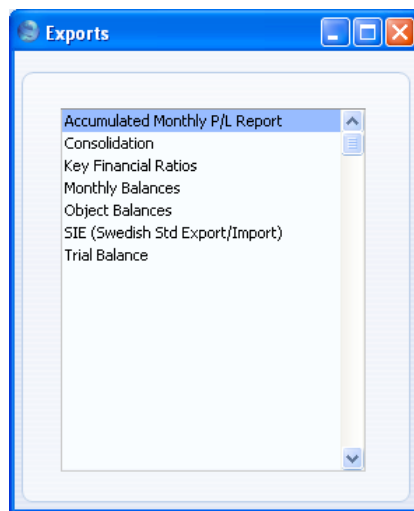 Exports
Accumulated Monthly P/L Report
Consolidation
Key Financial Ratios
Monthly Balances
Object Balances
SIE (Swedish Std Export/Import)
Trial Balance